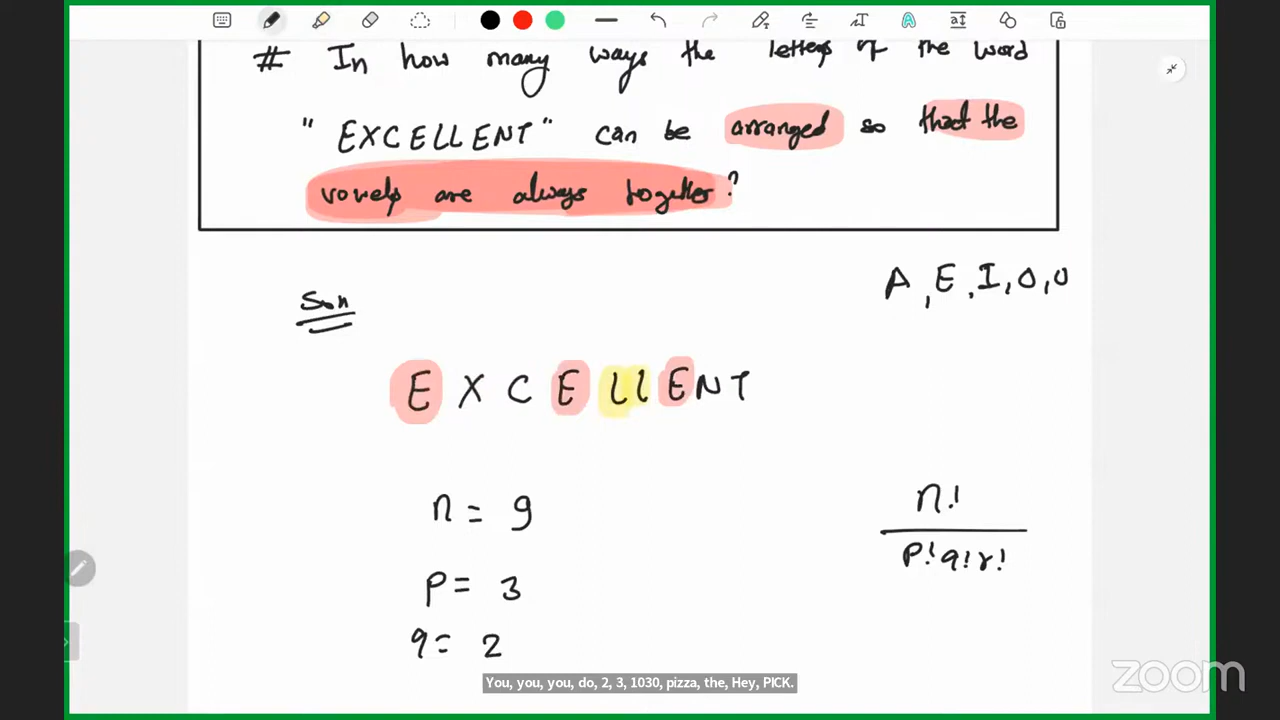 # In how many ways the letters of the word
" EXCELLENT " can be arranged so that the
vowels are always together ?
A, E, I, O, U
Son
E X C E L L E N T
n = 9
n!
p! q! r!
p = 3
q = 2
You, you, you, do, 2, 3, 1030, pizza, the, Hey, PICK.
zoom